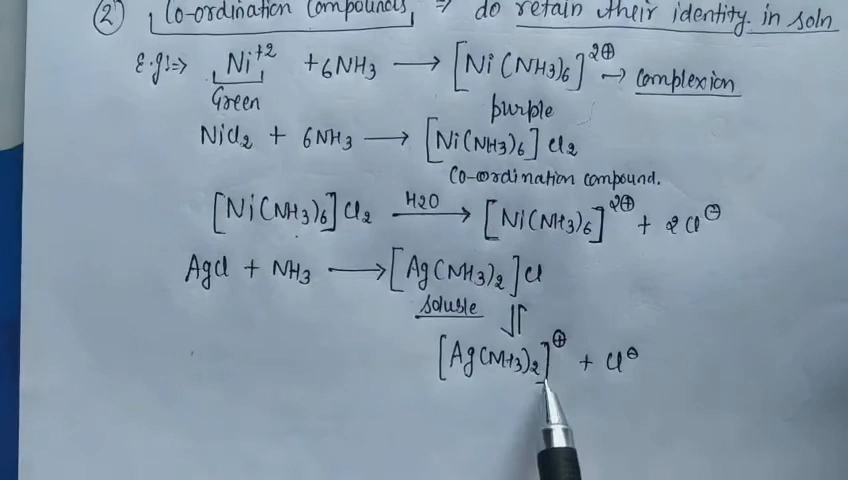 ② Co-ordination compounds, ⇒ do retain their identity. in soln
E.g:⇒ Ni⁺² + 6NH₃ ⟶ [Ni(NH₃)₆]²⊕ → complexion
Green purple
NiCl₂ + 6NH₃ ⟶ [Ni(NH₃)₆]Cl₂
Co-ordination compound.
[Ni(NH₃)₆]Cl₂ —H₂O⟶ [Ni(NH₃)₆]²⊕ + 2Cl⊖
AgCl + NH₃ ⟶ [Ag(NH₃)₂]Cl
soluble ⇌
[Ag(NH₃)₂]⊕ + Cl⊖